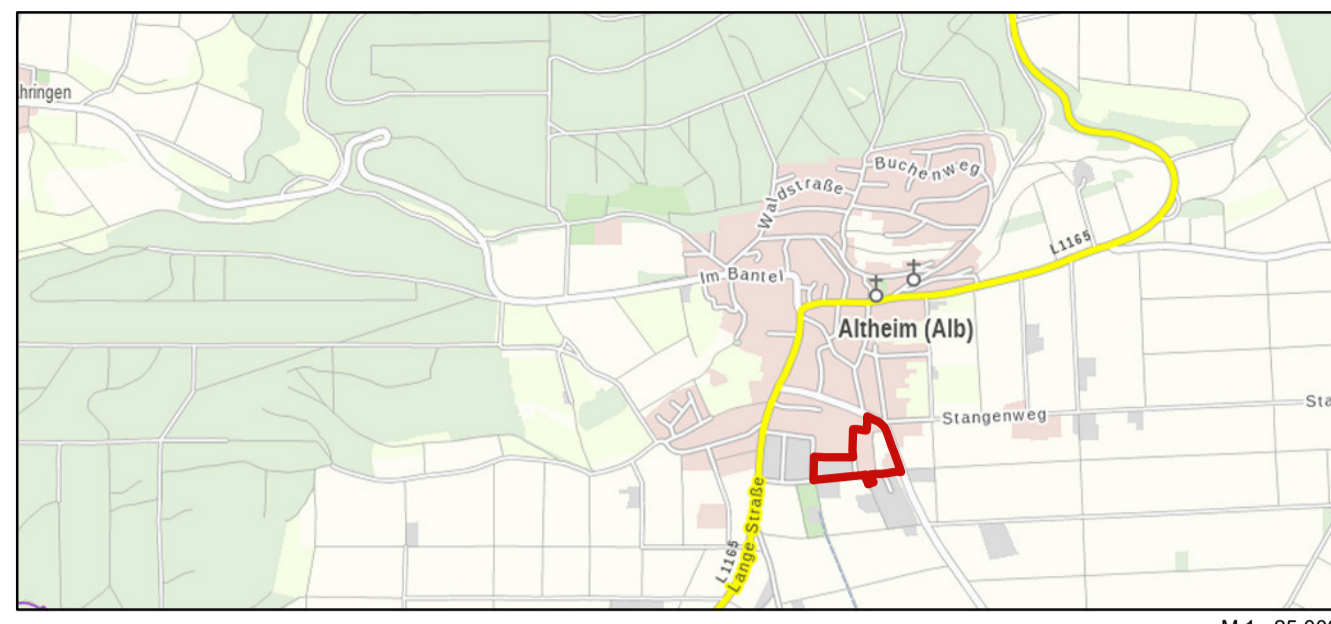 hringen
Buchenweg
Waldstraße
L1165
Im Bantel
Altheim (Alb)
Sta
Stangenweg
Lange Straße
L1165